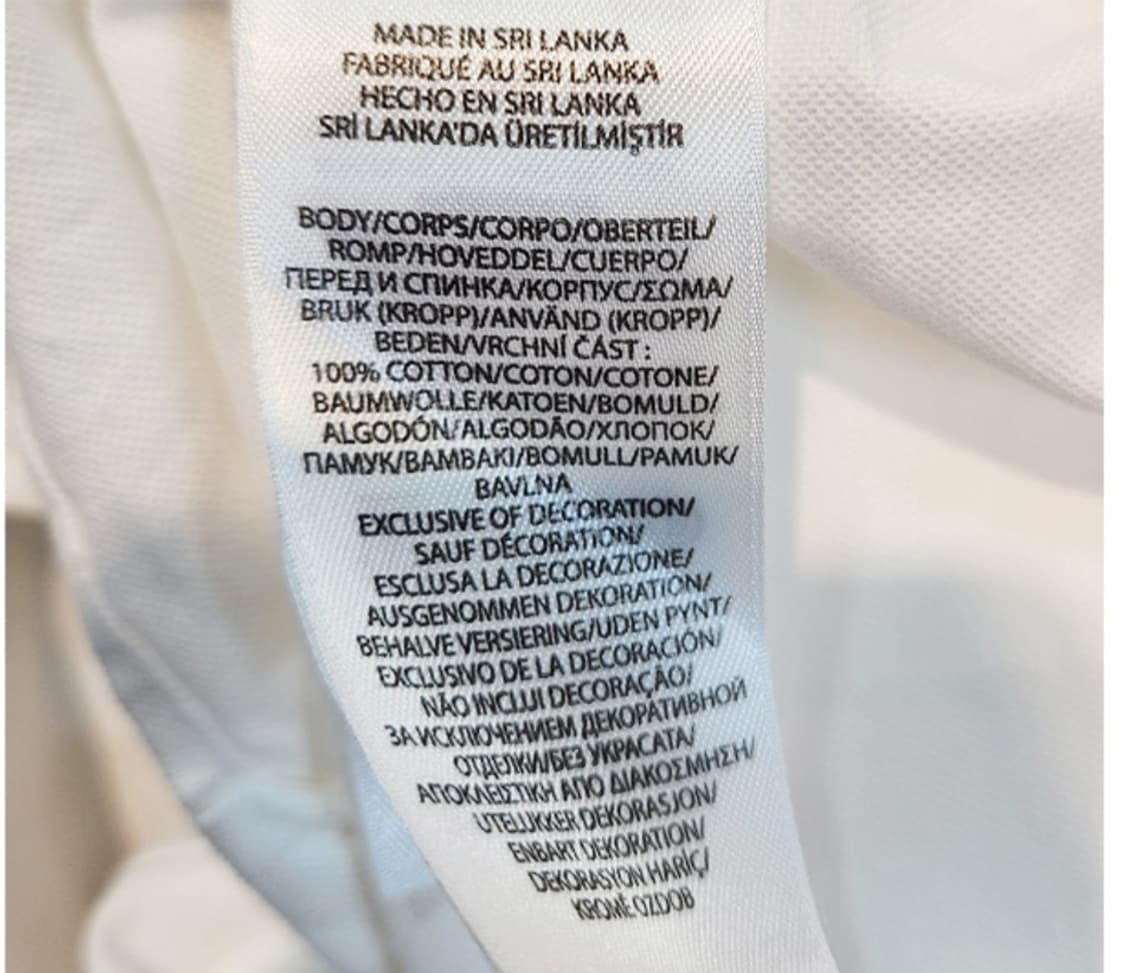 MADE IN SRI LANKA
FABRIQUÉ AU SRI LANKA
HECHO EN SRI LANKA
SRİ LANKA'DA ÜRETİLMİŞTİR
BODY/CORPS/CORPO/OBERTEIL/
ROMP/HOVEDDEL/CUERPO/
ПЕРЕД И СПИНКА/КОРПУС/ΣΩΜΑ/
BRUK (KROPP)/ANVÄND (KROPP)/
BEDEN/VRCHNÍ ČÁST :
100% COTTON/COTON/COTONE/
BAUMWOLLE/KATOEN/BOMULD/
ALGODÓN/ALGODÃO/ХЛОПОК/
ПАМУК/BAMBAKI/BOMULL/PAMUK/
BAVLNA
EXCLUSIVE OF DECORATION/
SAUF DÉCORATION/
ESCLUSA LA DECORAZIONE/
AUSGENOMMEN DEKORATION/
BEHALVE VERSIERING/UDEN PYNT/
EXCLUSIVO DE LA DECORACIÓN/
NÃO INCLUI DECORAÇÃO/
ЗА ИСКЛЮЧЕНИЕМ ДЕКОРАТИВНОЙ
ОТДЕЛКИ/БЕЗ УКРАСАТА/
ΑΠΟΚΛΕΙΣΤΙΚΗ ΑΠΟ ΔΙΑΚΟΣΜΗΣΗ/
UTELUKKER DEKORASJON/
ENBART DEKORATION/
DEKORASYON HARİÇ/
KROMĚ OZDOB